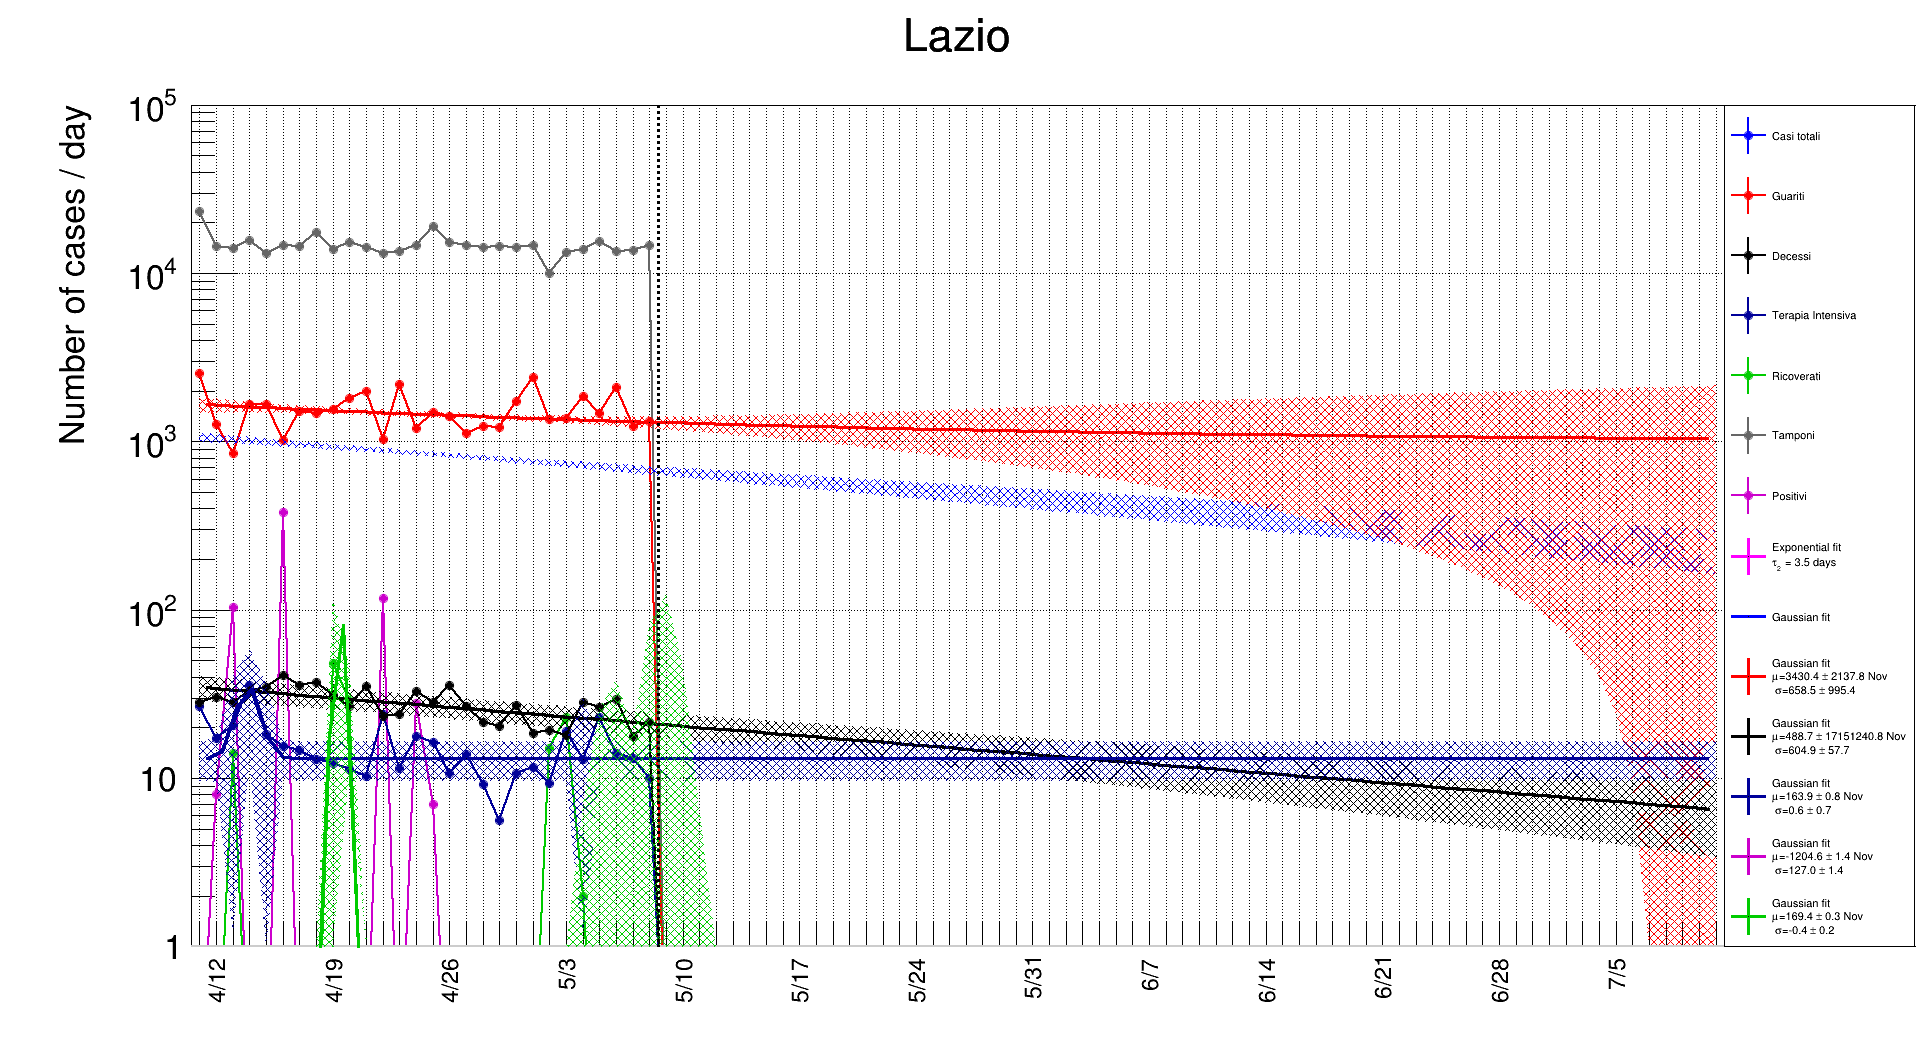 Lazio
Number of cases / day
10^5
10^4
10^3
10^2
10
1
4/12
4/19
4/26
5/3
5/10
5/17
5/24
5/31
6/7
6/14
6/21
6/28
7/5
Casi totali
Guariti
Decessi
Terapia Intensiva
Ricoverati
Tamponi
Positivi
Exponential fit
τ_2 = 3.5 days
Gaussian fit
Gaussian fit
μ=3430.4 ± 2137.8 Nov
σ=658.5 ± 995.4
Gaussian fit
μ=488.7 ± 17151240.8 Nov
σ=604.9 ± 57.7
Gaussian fit
μ=163.9 ± 0.8 Nov
σ=0.6 ± 0.7
Gaussian fit
μ=-1204.6 ± 1.4 Nov
σ=127.0 ± 1.4
Gaussian fit
μ=169.4 ± 0.3 Nov
σ=-0.4 ± 0.2